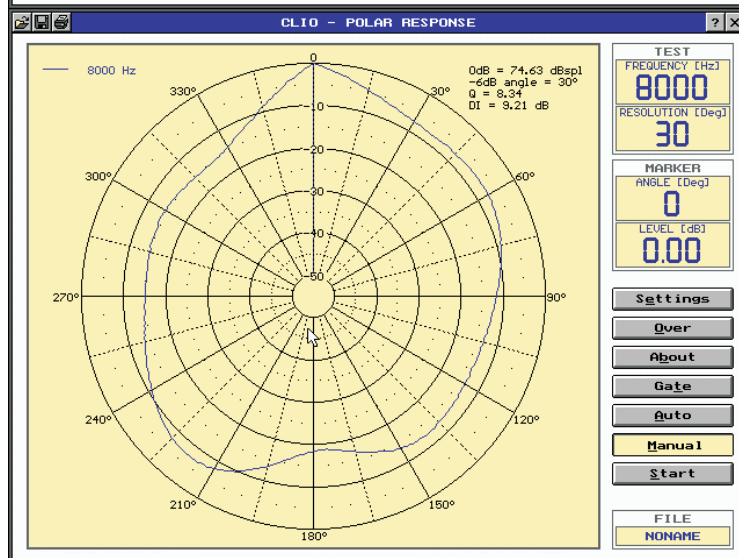 CLIO - POLAR RESPONSE
? X
8000 Hz
0dB = 74.63 dBspl
-6dB angle = 30°
Q = 8.34
DI = 9.21 dB
0
30°
60°
90°
120°
150°
180°
210°
240°
270°
300°
330°
-10
-20
-30
-40
-50
TEST
FREQUENCY [Hz]
8000
RESOLUTION [Deg]
30
MARKER
ANGLE [Deg]
0
LEVEL [dB]
0.00
Settings
Over
About
Gate
Auto
Manual
Start
FILE
NONAME